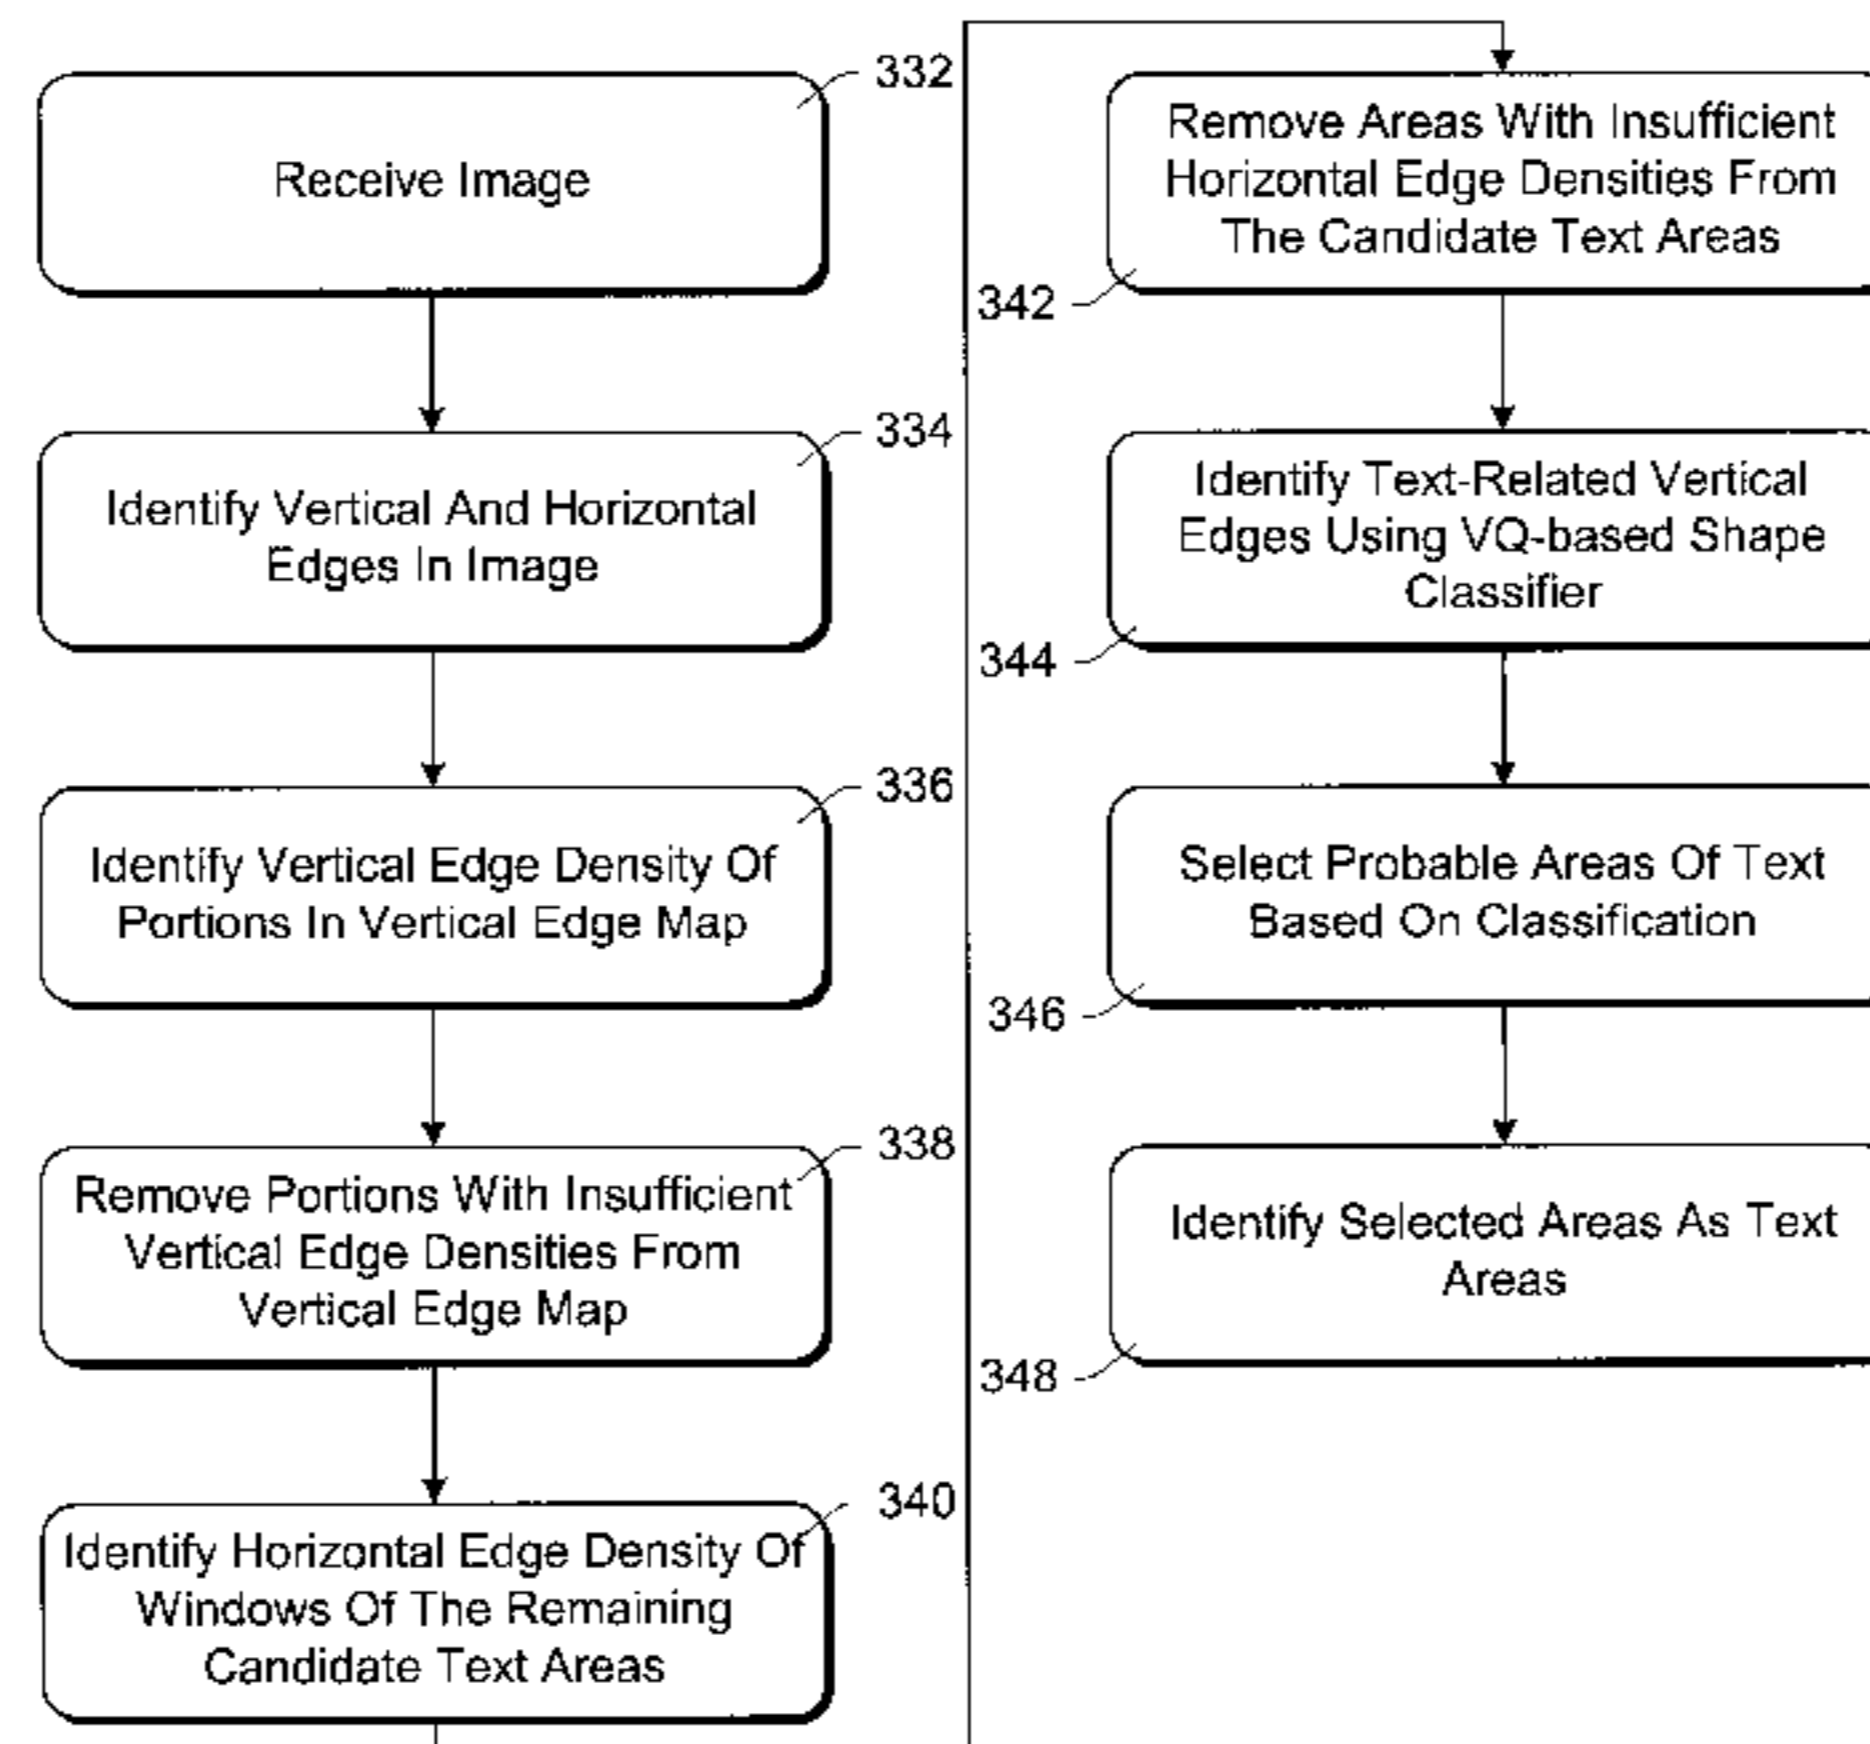 332
Receive Image
334
Identify Vertical And Horizontal
Edges In Image
336
Identify Vertical Edge Density Of
Portions In Vertical Edge Map
338
Remove Portions With Insufficient
Vertical Edge Densities From
Vertical Edge Map
340
Identify Horizontal Edge Density Of
Windows Of The Remaining
Candidate Text Areas
Remove Areas With Insufficient
Horizontal Edge Densities From
The Candidate Text Areas
342
Identify Text-Related Vertical
Edges Using VQ-based Shape
Classifier
344
Select Probable Areas Of Text
Based On Classification
346
Identify Selected Areas As Text
Areas
348